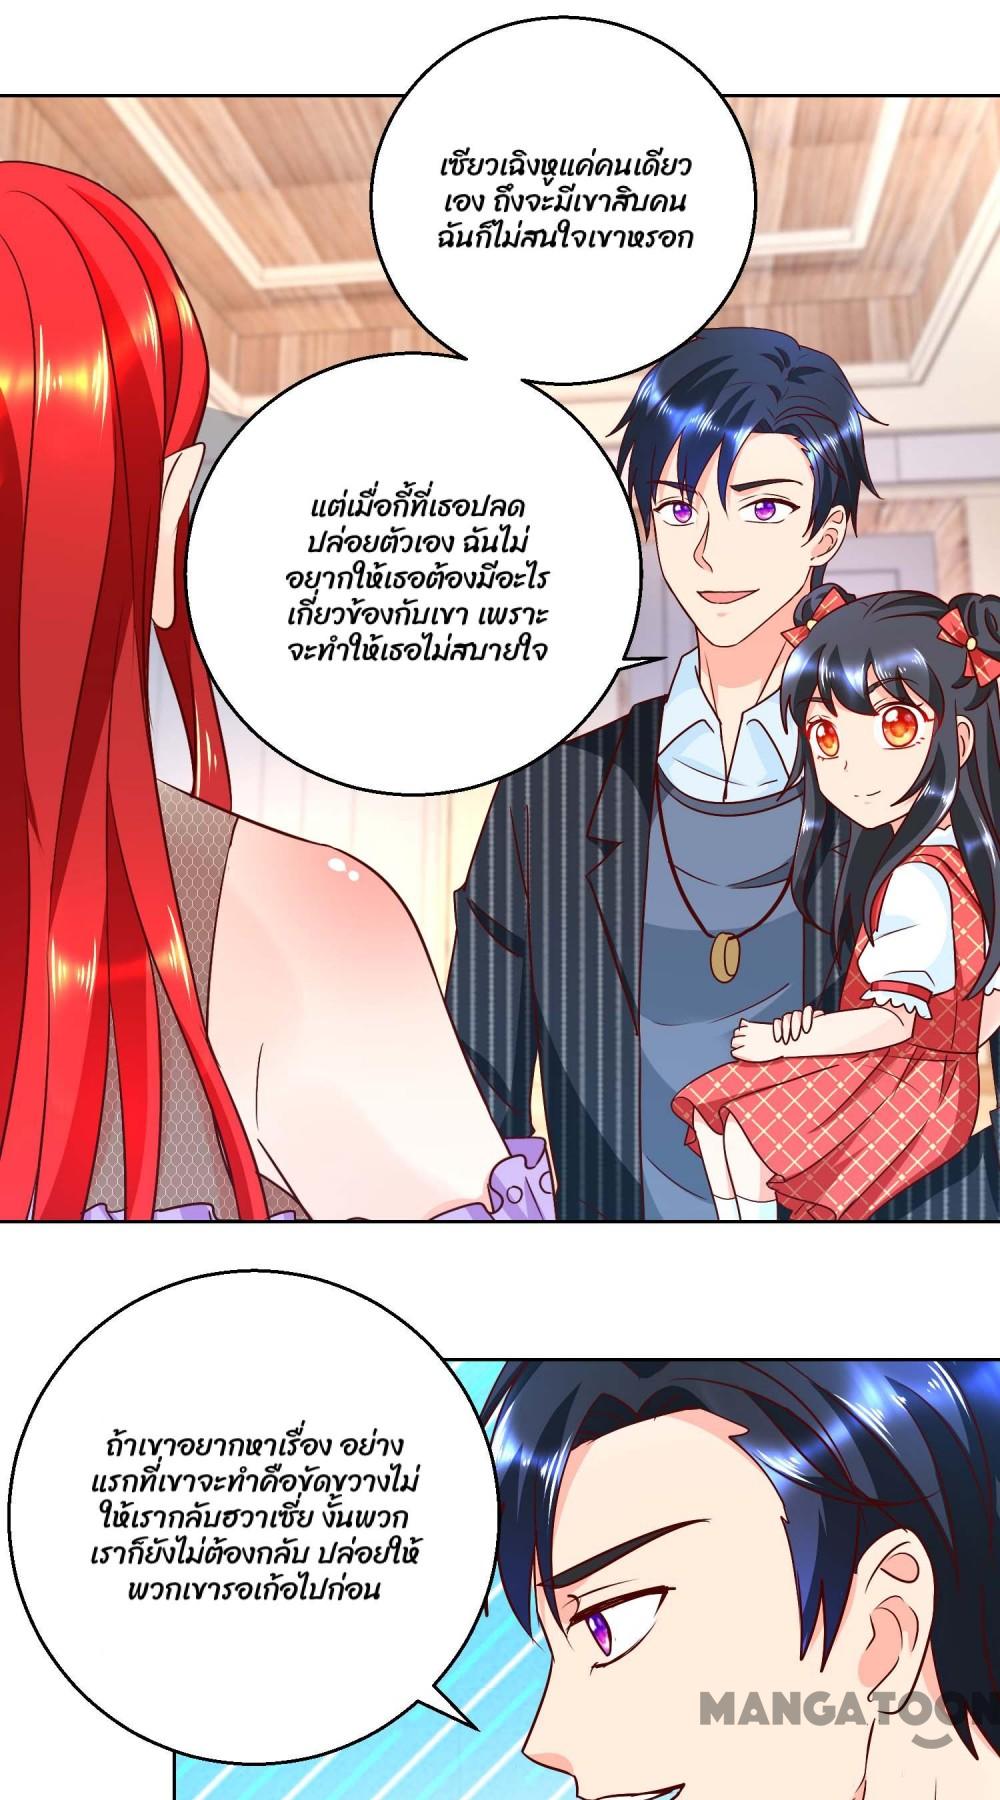 เซียวเฉิงหูแค่คนเดียว
เอง ถึงจะมีเขาสิบคน
ฉันก็ไม่สนใจเขาหรอก
แต่เมื่อกี้ที่เธอปลด
ปล่อยตัวเอง ฉันไม่
อยากให้เธอต้องมีอะไร
เกี่ยวข้องกับเขา เพราะ
จะทำให้เธอไม่สบายใจ
ถ้าเขาอยากหาเรื่อง อย่าง
แรกที่เขาจะทำคือขัดขวางไม่
ให้เรากลับฮวาเซี่ย งั้นพวก
เราก็ยังไม่ต้องกลับ ปล่อยให้
พวกเขารอเก้อไปก่อน
MANGATOON